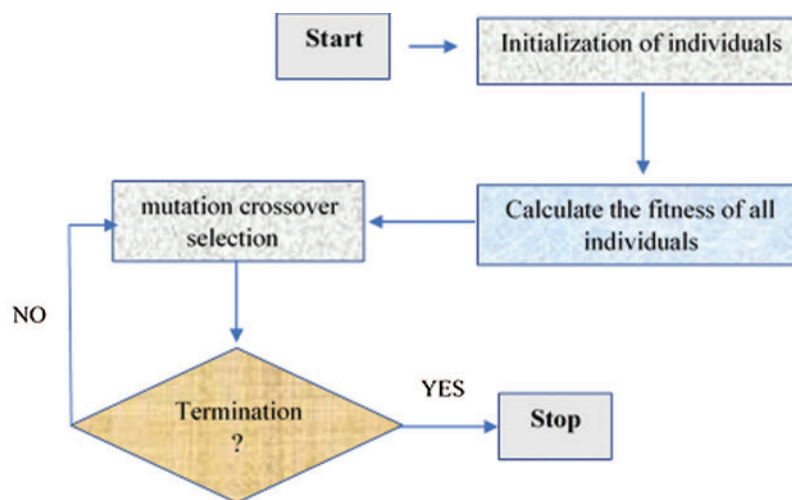 Start
Initialization of individuals
Calculate the fitness of all
individuals
mutation crossover
selection
NO
Termination
?
YES
Stop